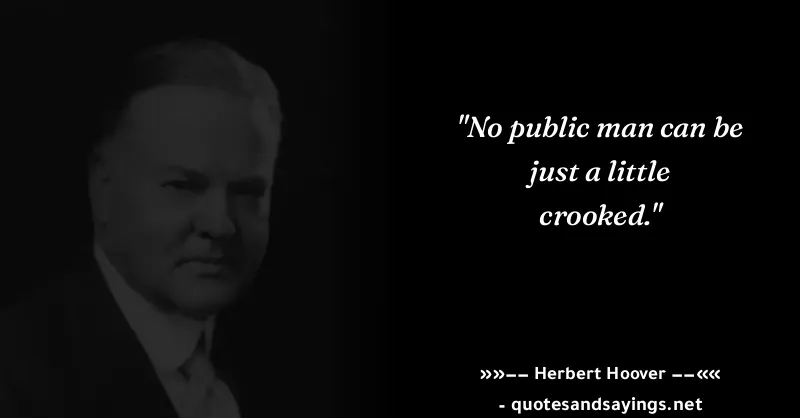 "No public man can be
just a little
crooked."
»»−− Herbert Hoover −−««
- quotesandsayings.net